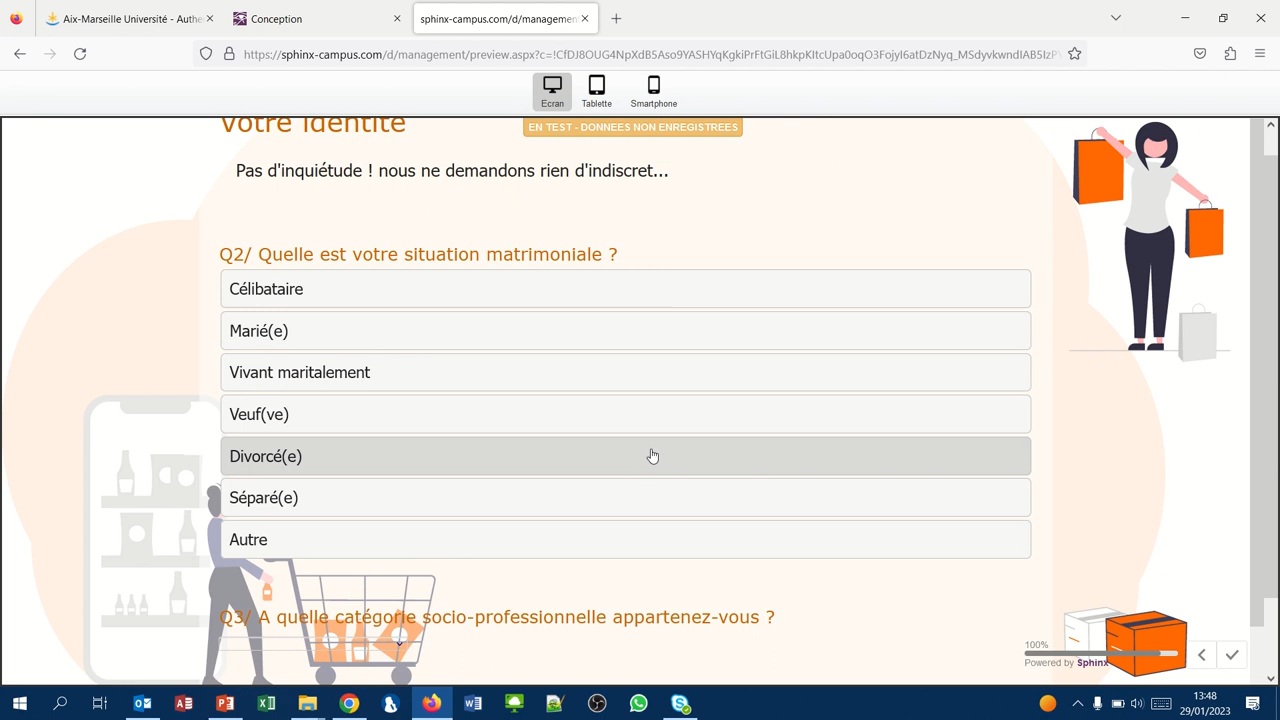 Aix-Marseille Université - Authe
Conception
sphinx-campus.com/d/managemen
https://sphinx-campus.com/d/management/preview.aspx?c=!CfDJ8OUG4NpXdB5Aso9YASHYqKgkiPrFtGiL8hkpKItcUpa0oqO3FojyI6atDzNyq_MSdyvkwndIAB5IzPY
Ecran
Tablette
Smartphone
Votre identité
EN TEST - DONNEES NON ENREGISTREES
Pas d'inquiétude ! nous ne demandons rien d'indiscret...
Q2/ Quelle est votre situation matrimoniale ?
Célibataire
Marié(e)
Vivant maritalement
Veuf(ve)
Divorcé(e)
Séparé(e)
Autre
Q3/ A quelle catégorie socio-professionnelle appartenez-vous ?
100%
Powered by Sphinx
13:48
29/01/2023